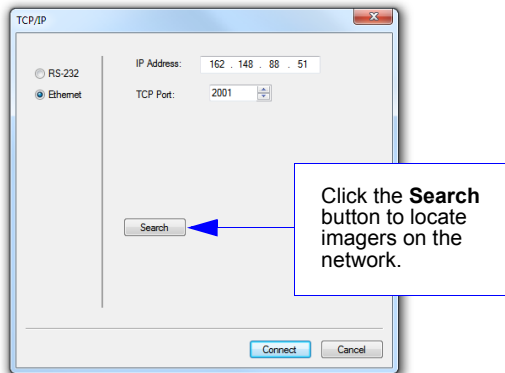 TCP/IP
RS-232
Ethernet
IP Address: 162 . 148 . 88 . 51
TCP Port: 2001
Search
Click the Search
button to locate
imagers on the
network.
Connect Cancel